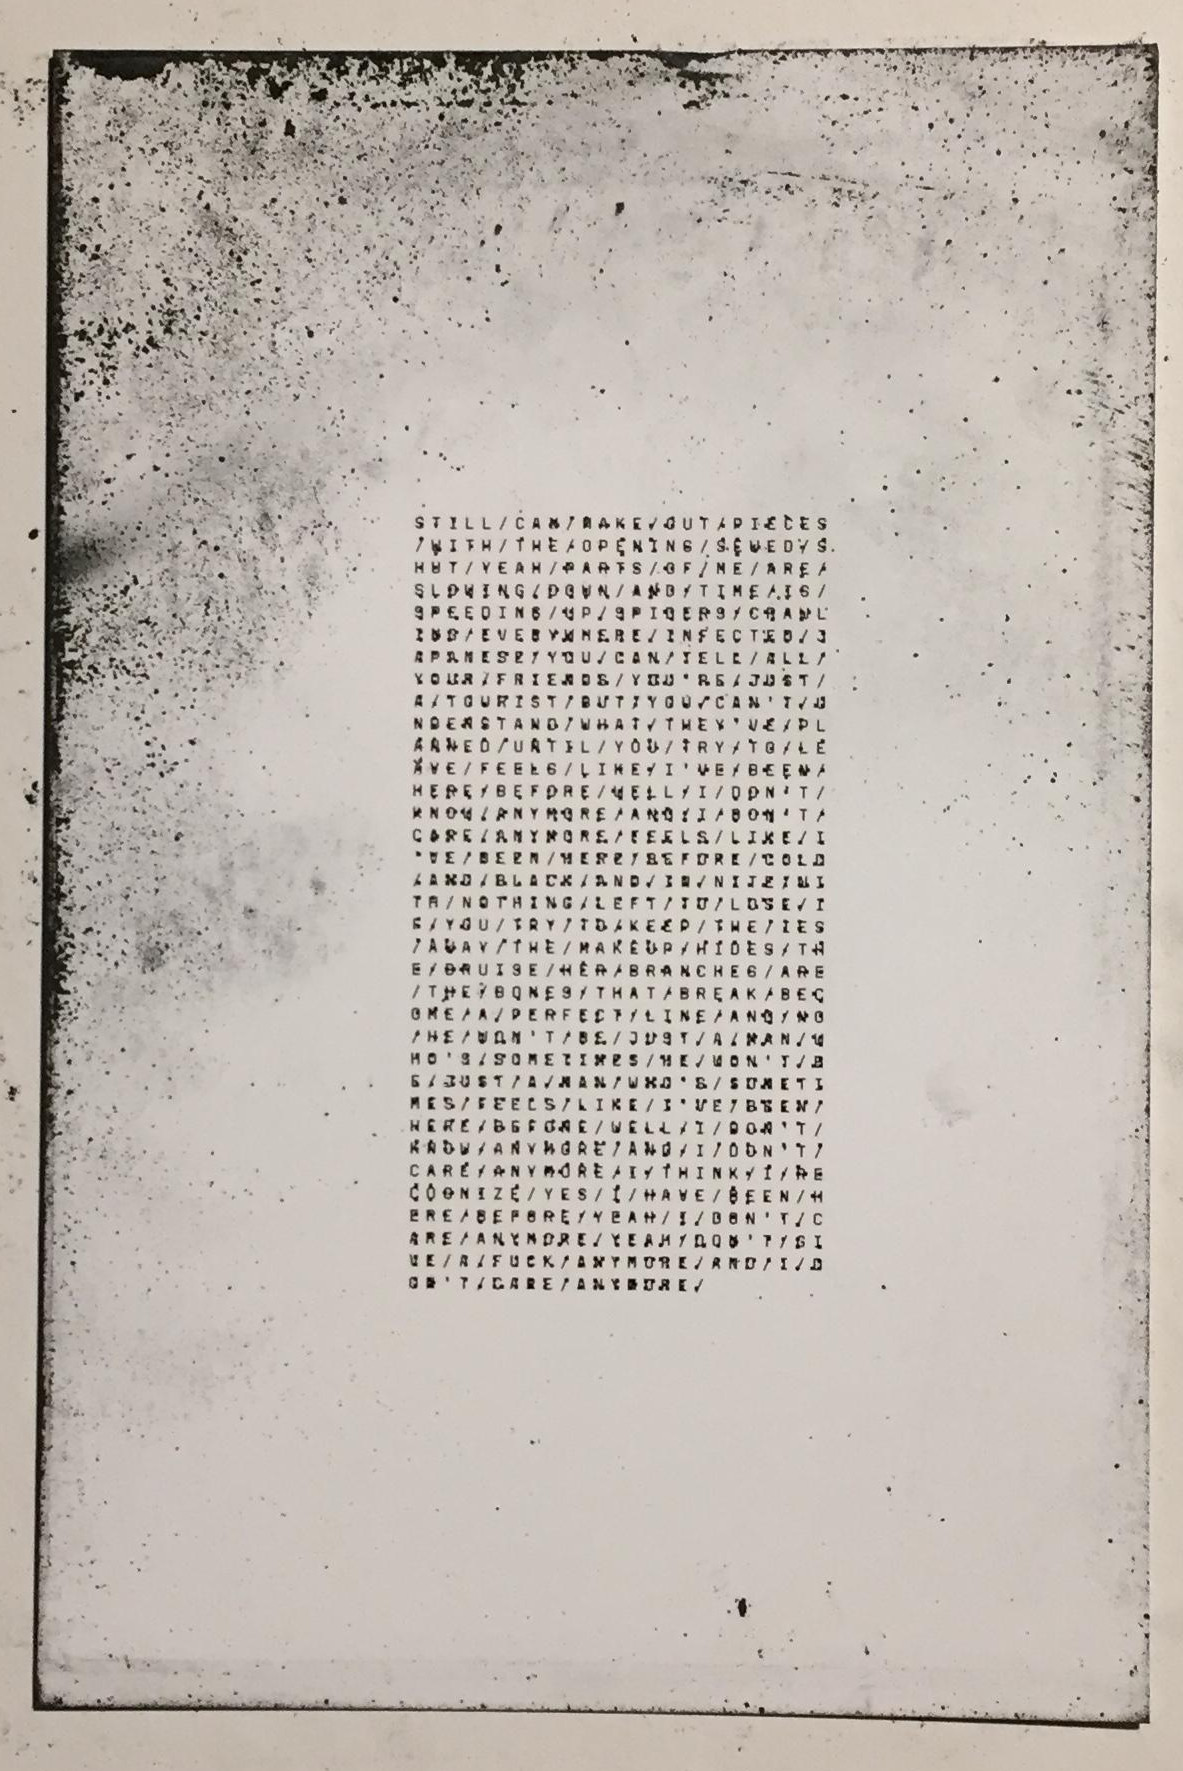 STILL/CAN/MAKE/OUT/PIECES
/WITH/THE/OPENING/SEWED/S
HUT/YEAH/PARTS/OF/ME/ARE/
SLOWING/DOWN/AND/TIME/IS/
SPEEDING/UP/SPIDERS/CRAWL
ING/EVERYWHERE/INFECTED/J
APANESE/YOU/CAN/TELL/ALL/
YOUR/FRIENDS/YOU'RE/JUST/
A/TOURIST/BUT/YOU/CAN'T/U
NDERSTAND/WHAT/THEY'VE/PL
ANNED/UNTIL/YOU/TRY/TO/LE
AVE/FEELS/LIKE/I'VE/BEEN/
HERE/BEFORE/WELL/I/DON'T/
KNOW/ANYMORE/AND/I/DON'T/
CARE/ANYMORE/FEELS/LIKE/I
'VE/BEEN/HERE/BEFORE/COLD
/AND/BLACK/AND/IN/
/NOTHING/LEFT/TO/LOSE/I
F/YOU/TRY/TO/KEEP/THE/IES
/AWAY/THE/MAKEUP/HIDES/TH
E/BRUISE/HER/BRANCHES/ARE
/THE/BONES/THAT/BREAK/BEC
OME/A/PERFECT/LINE/AND/NO
/HE/WON'T/BE/JUST/A/MAN/W
HO'S/SOMETIMES/HE/WON'T/B
E/JUST/A/MAN/WHO'S/SOMETI
MES/FEELS/LIKE/I'VE/BEEN/
HERE/BEFORE/WELL/I/DON'T/
KNOW/ANYMORE/AND/I/DON'T/
CARE/ANYMORE/I/THINK/I/RE
COGNIZE/YES/I/HAVE/BEEN/H
ERE/BEFORE/YEAH/I/DON'T/C
ARE/ANYMORE/YEAH/DON'T/GI
VE/A/FUCK/ANYMORE/AND/I/D
ON'T/CARE/ANYMORE/